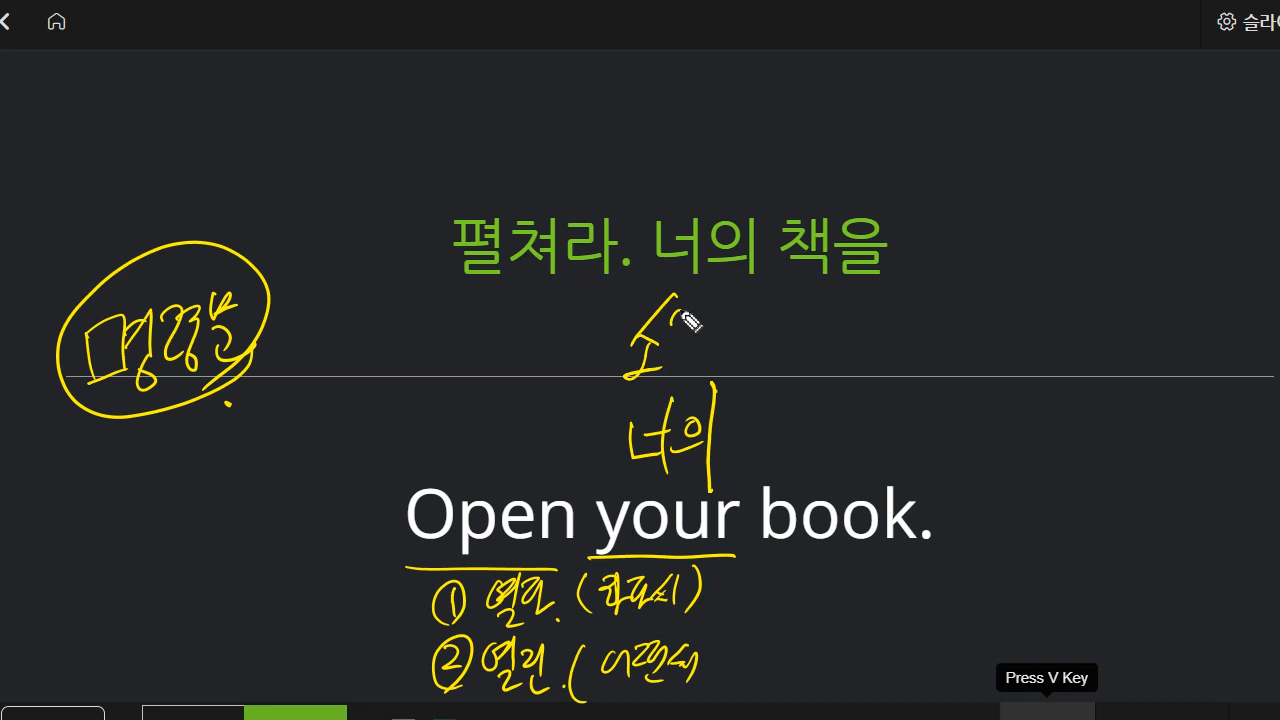 슬라
펼쳐라. 너의 책을
명령문.
소
너의
Open your book.
① 열다.
② 열린.
Press V Key